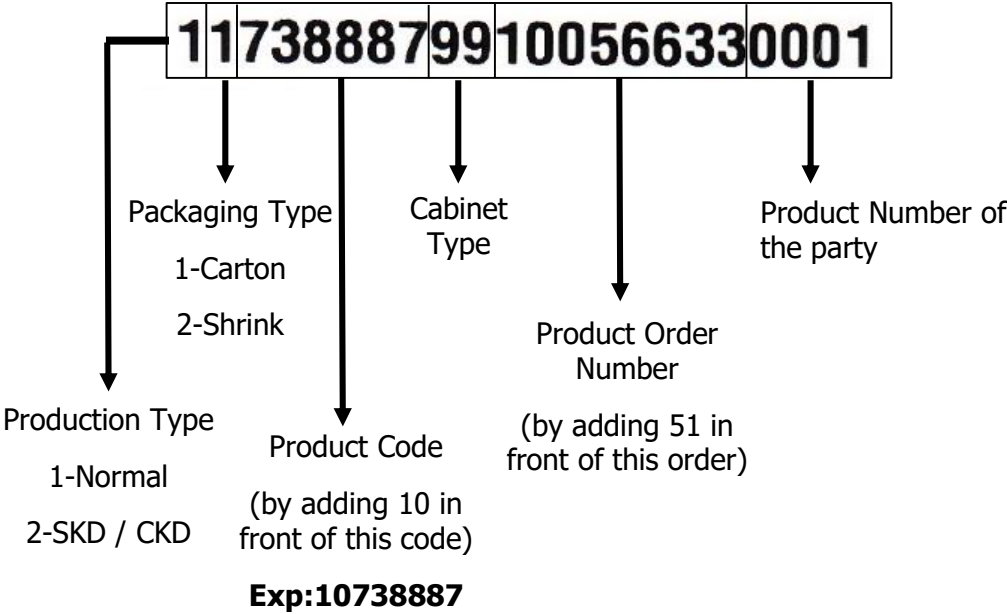 1173888799100566330001
Packaging Type
1-Carton
2-Shrink
Cabinet
Type
Product Number of
the party
Product Order
Number
(by adding 51 in
front of this order)
Production Type
1-Normal
2-SKD / CKD
Product Code
(by adding 10 in
front of this code)
Exp:10738887